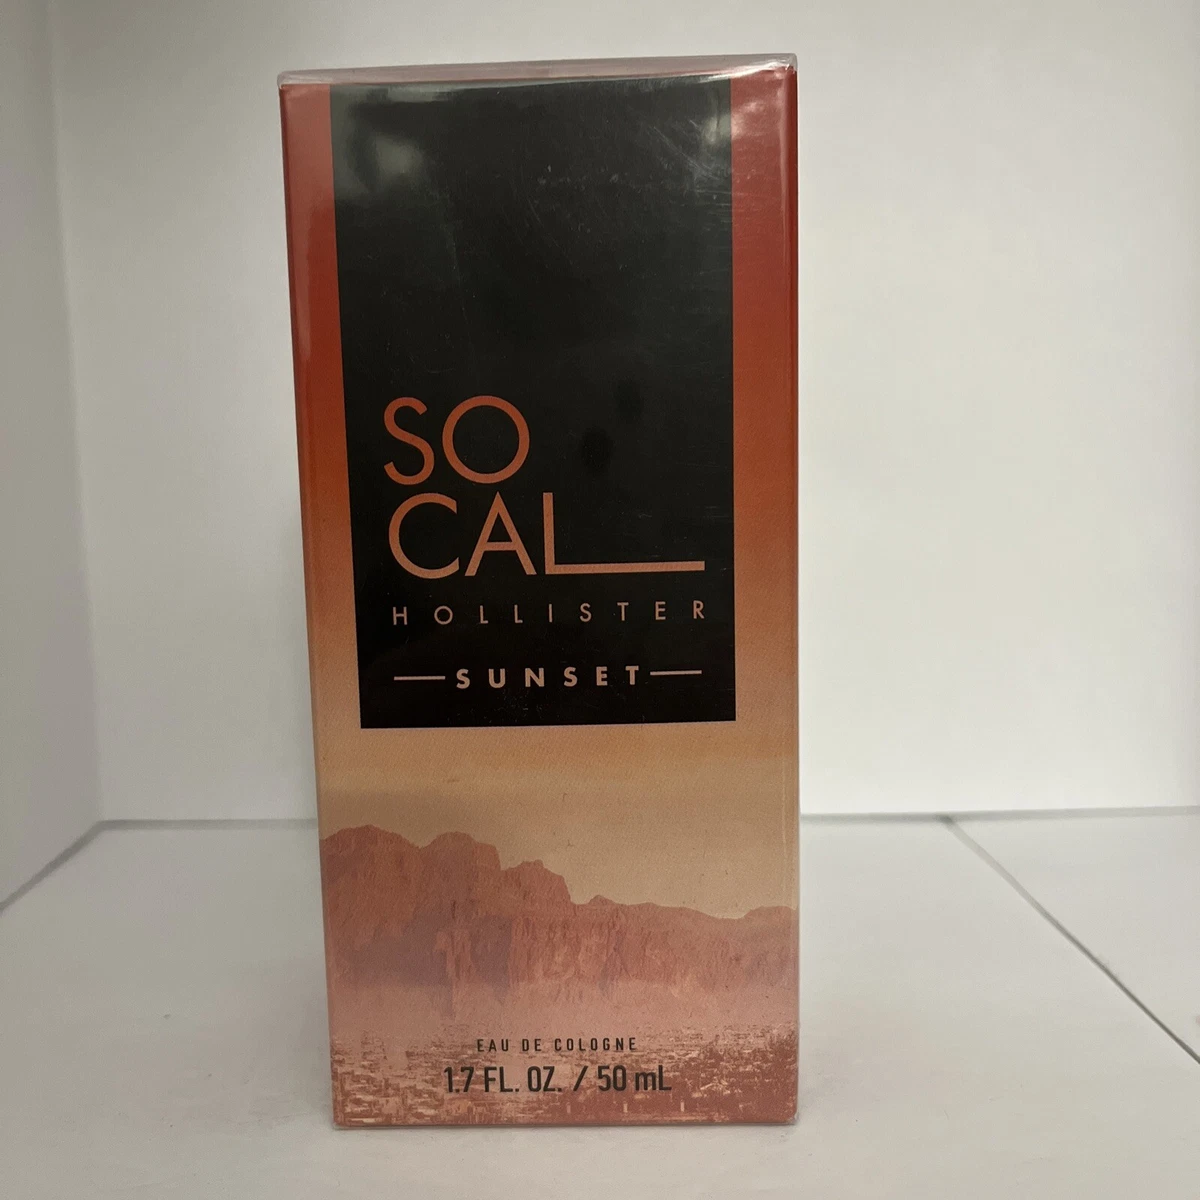 SO
CAL
HOLLISTER
SUNSET
EAU DE COLOGNE
1.7 FL. OZ. / 50 mL